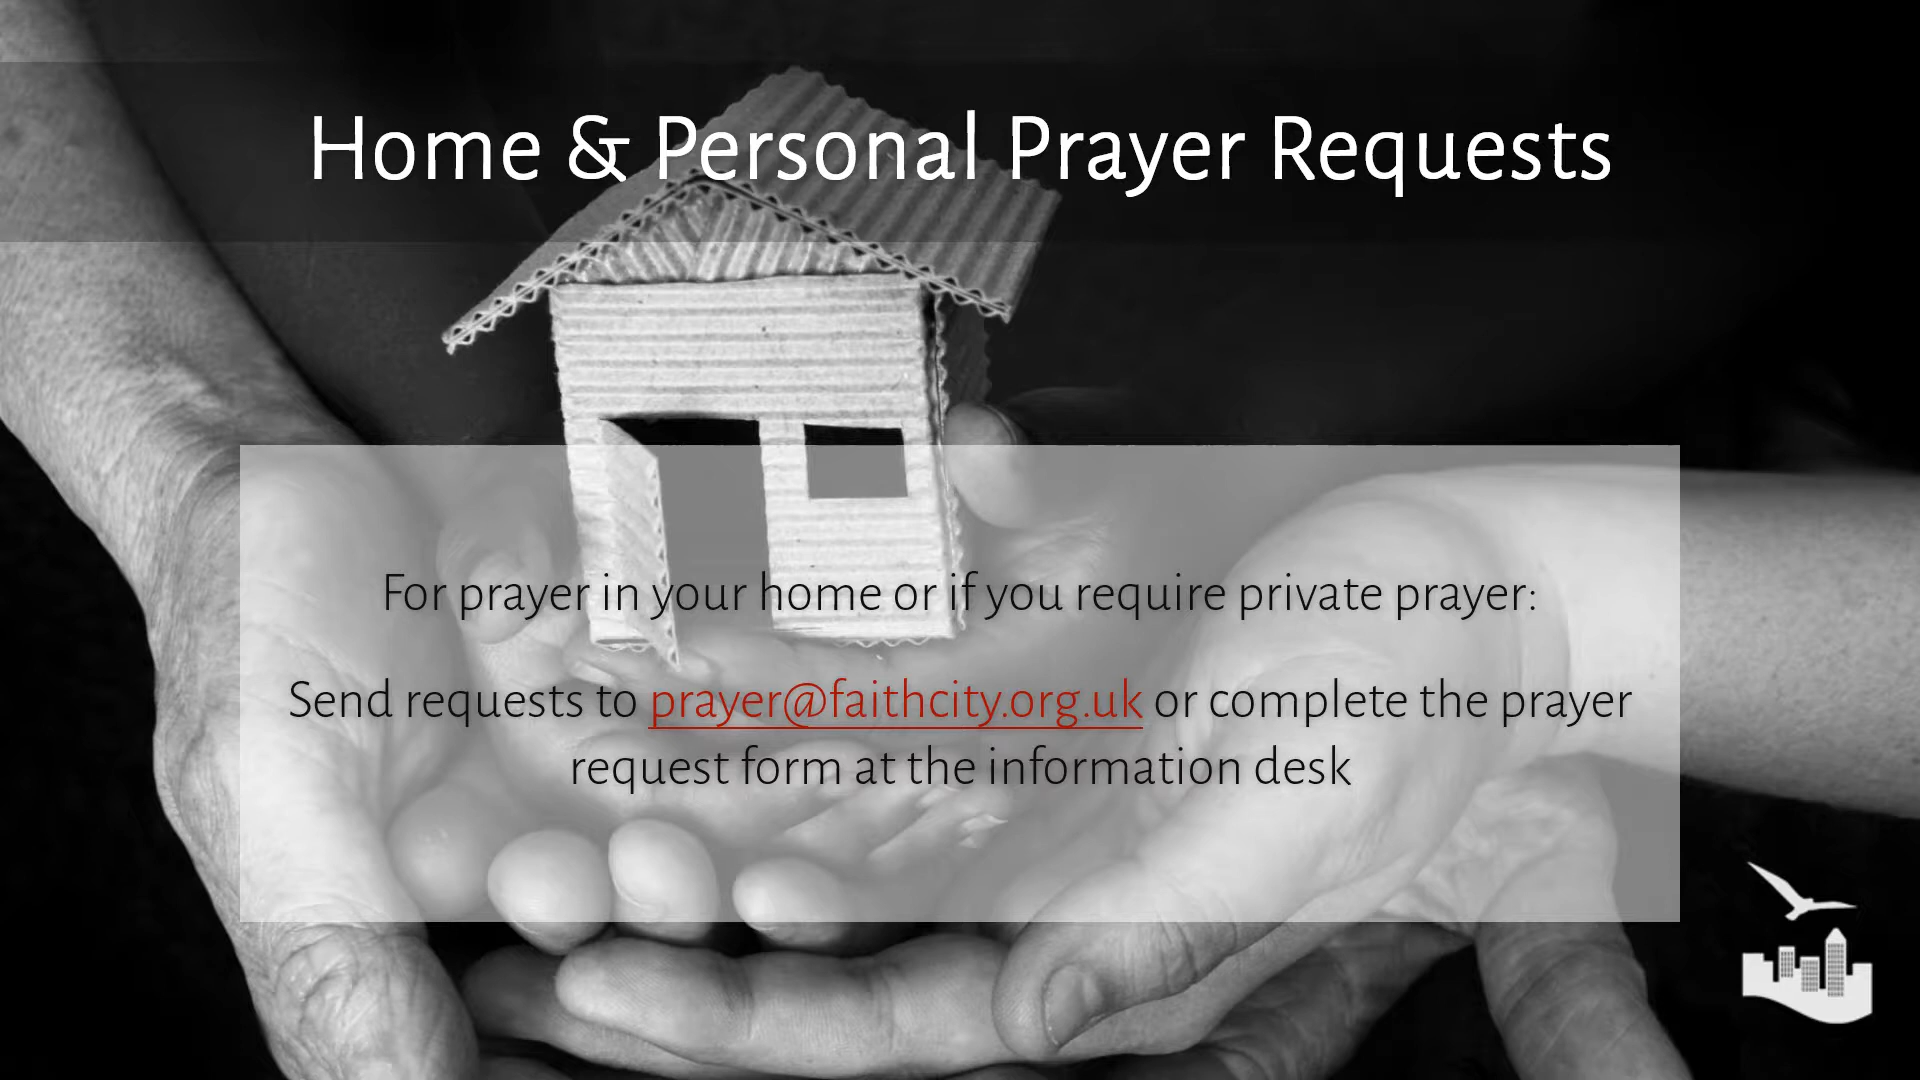 Home & Personal Prayer Requests
For prayer in your home or if you require private prayer:
Send requests to prayer@faithcity.org.uk or complete the prayer
request form at the information desk